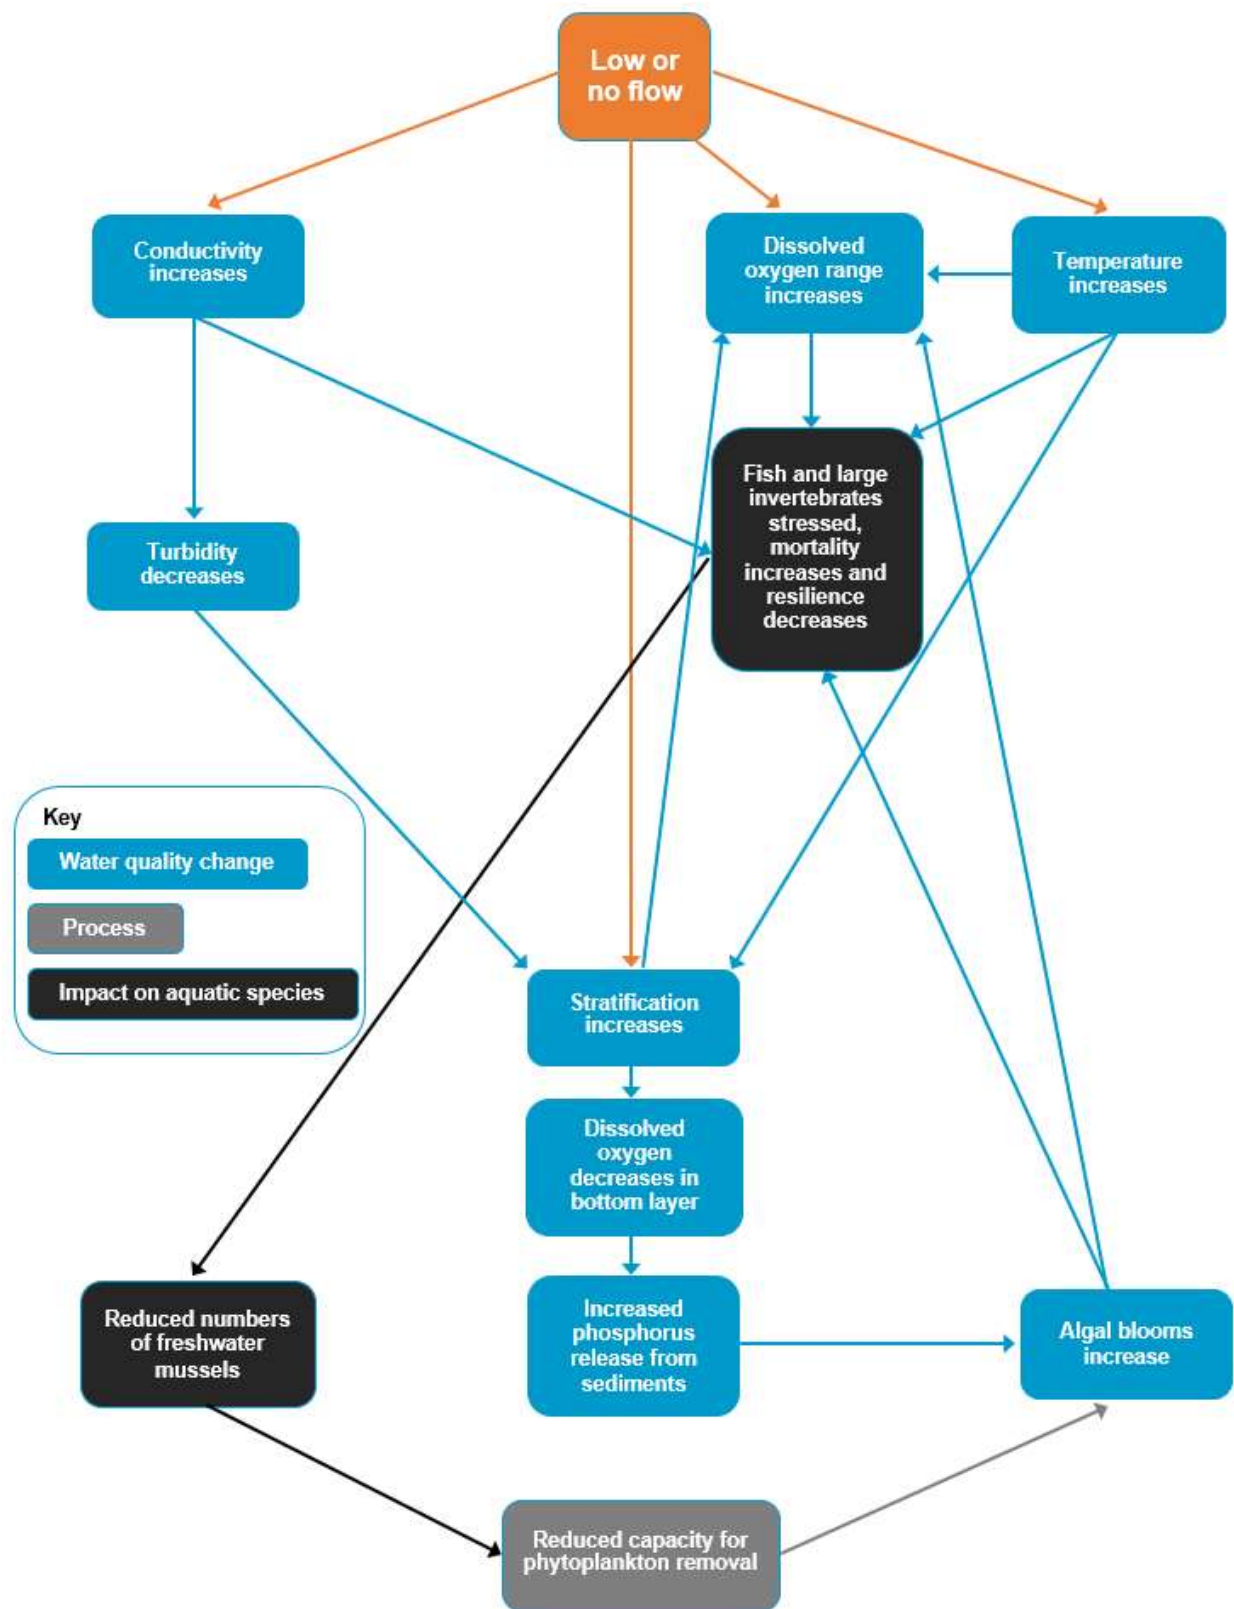 Low or
no flow
Conductivity
increases
Dissolved
oxygen range
increases
Temperature
increases
Fish and large
invertebrates
stressed,
mortality
increases and
resilience
decreases
Turbidity
decreases
Key
Water quality change
Process
Impact on aquatic species
Stratification
increases
Dissolved
oxygen
decreases in
bottom layer
Reduced numbers
of freshwater
mussels
Increased
phosphorus
release from
sediments
Algal blooms
increase
Reduced capacity for
phytoplankton removal